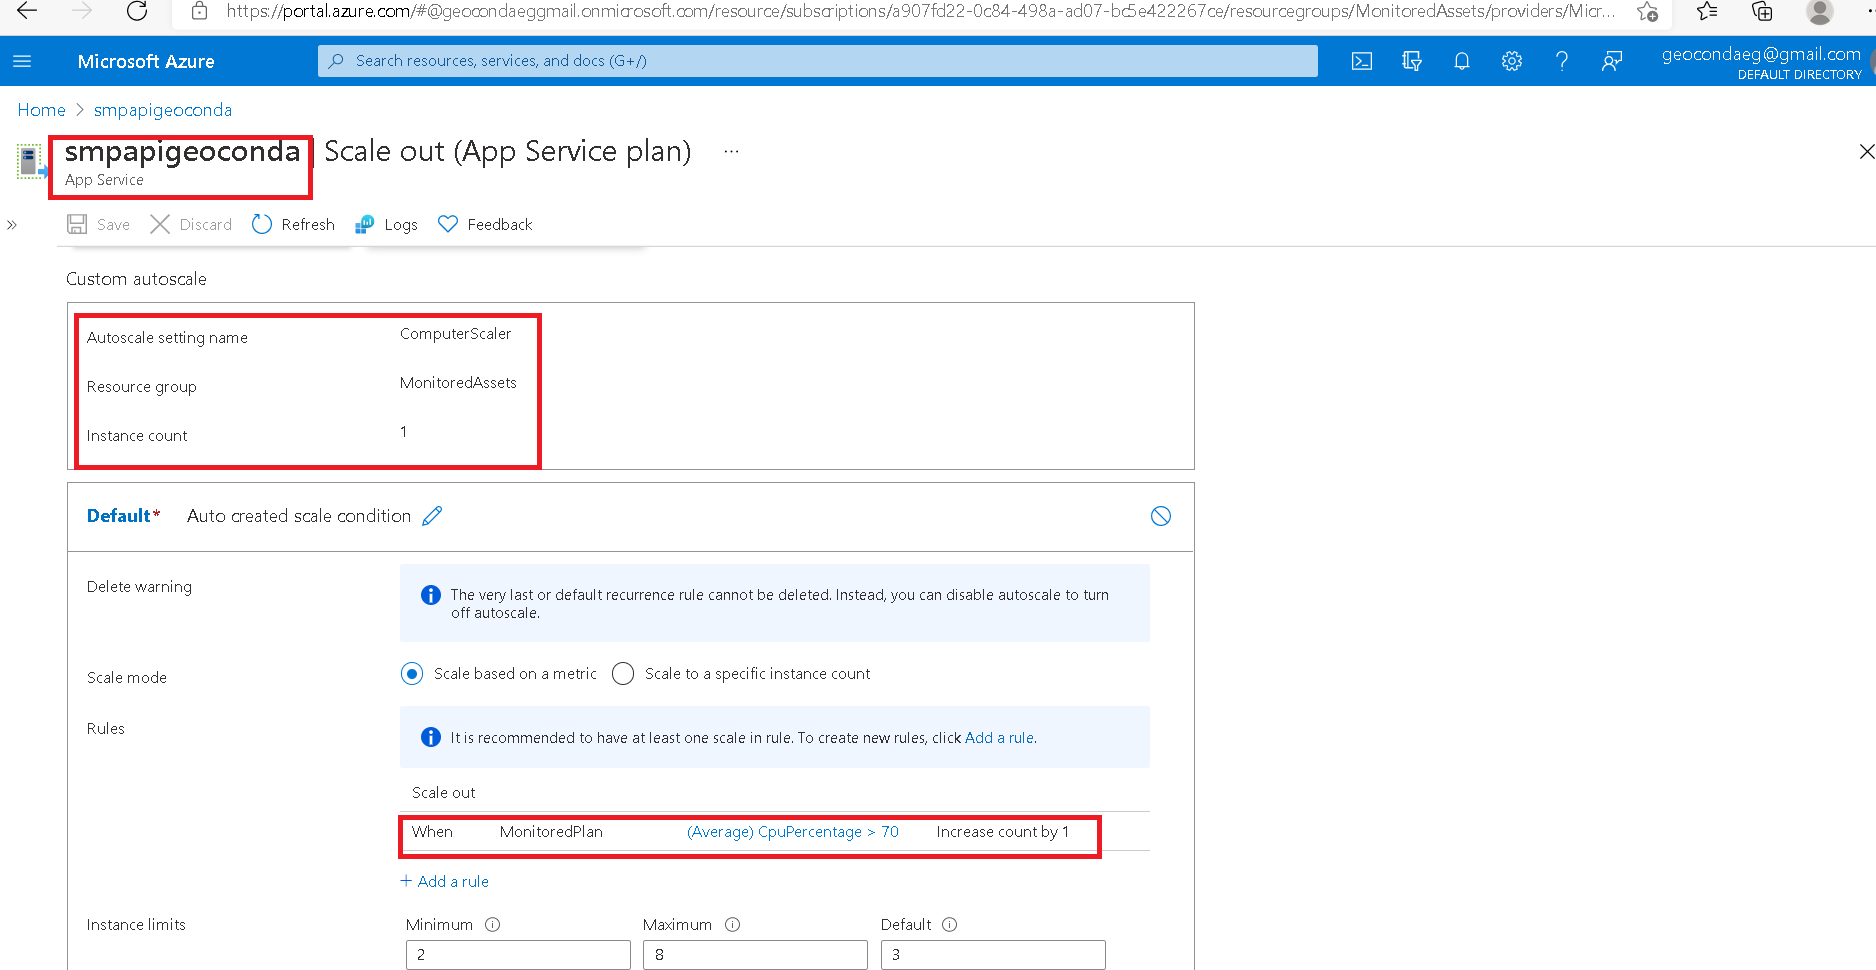 https://portal.azure.com/#@geocondaeggmail.onmicrosoft.com/resource/subscriptions/a907fd22-0c84-498a-ad07-bc5e422267ce/resourcegroups/MonitoredAssets/providers/Micr...
Microsoft Azure
Search resources, services, and docs (G+/)
geocondaeg@gmail.com
DEFAULT DIRECTORY
Home > smpapigeoconda
smpapigeoconda | Scale out (App Service plan) ...
App Service
Save Discard Refresh Logs Feedback
Custom autoscale
Autoscale setting name ComputerScaler
Resource group MonitoredAssets
Instance count 1
Default* Auto created scale condition
Delete warning
The very last or default recurrence rule cannot be deleted. Instead, you can disable autoscale to turn
off autoscale.
Scale mode
Scale based on a metric Scale to a specific instance count
Rules
It is recommended to have at least one scale in rule. To create new rules, click Add a rule.
Scale out
When MonitoredPlan (Average) CpuPercentage > 70 Increase count by 1
+ Add a rule
Instance limits Minimum Maximum Default
2 8 3